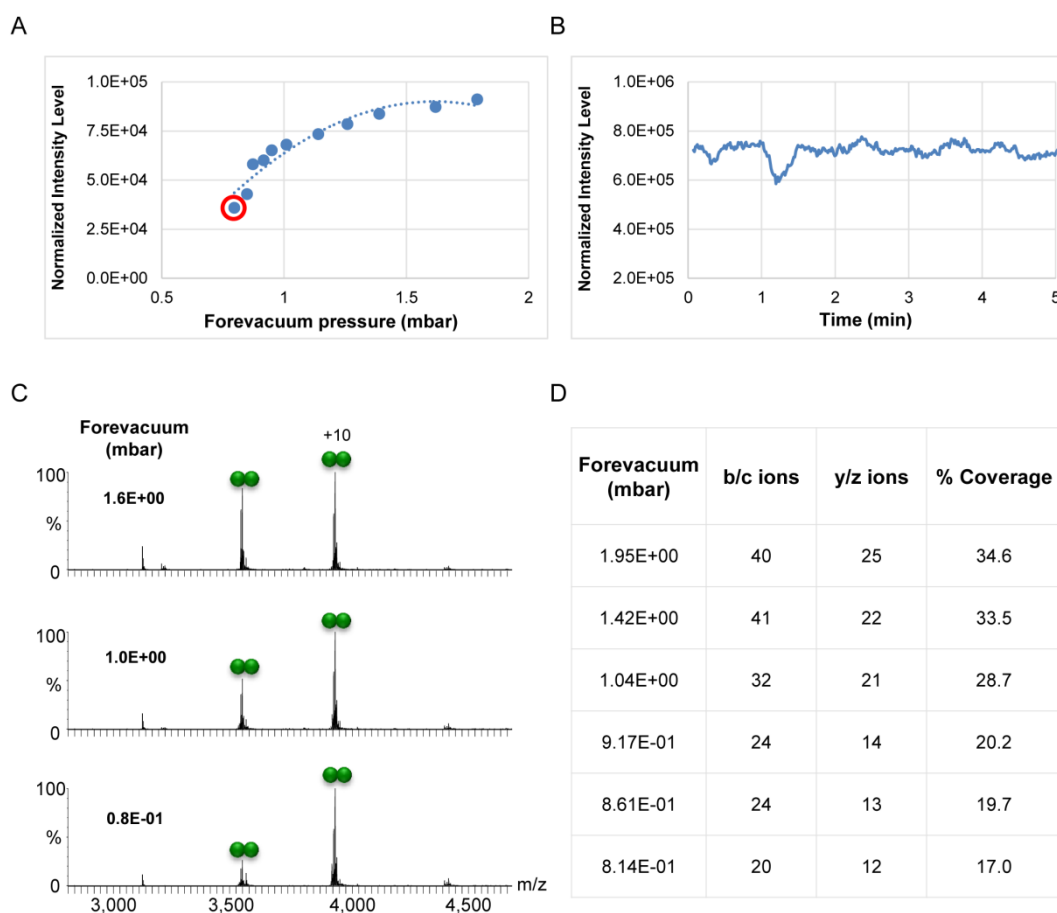 A
Normalized Intensity Level
1.0E+05
7.5E+04
5.0E+04
2.5E+04
0.0E+00
0.5 1 1.5 2
Forevacuum pressure (mbar)
B
Normalized Intensity Level
1.0E+06
8.0E+05
6.0E+05
4.0E+05
2.0E+05
0 1 2 3 4 5
Time (min)
C
Forevacuum
(mbar)
+10
100
1.6E+00
%
0
100
1.0E+00
%
0
100
0.8E-01
%
0
m/z
3,000 3,500 4,000 4,500
D
Forevacuum (mbar) b/c ions y/z ions % Coverage
1.95E+00 40 25 34.6
1.42E+00 41 22 33.5
1.04E+00 32 21 28.7
9.17E-01 24 14 20.2
8.61E-01 24 13 19.7
8.14E-01 20 12 17.0